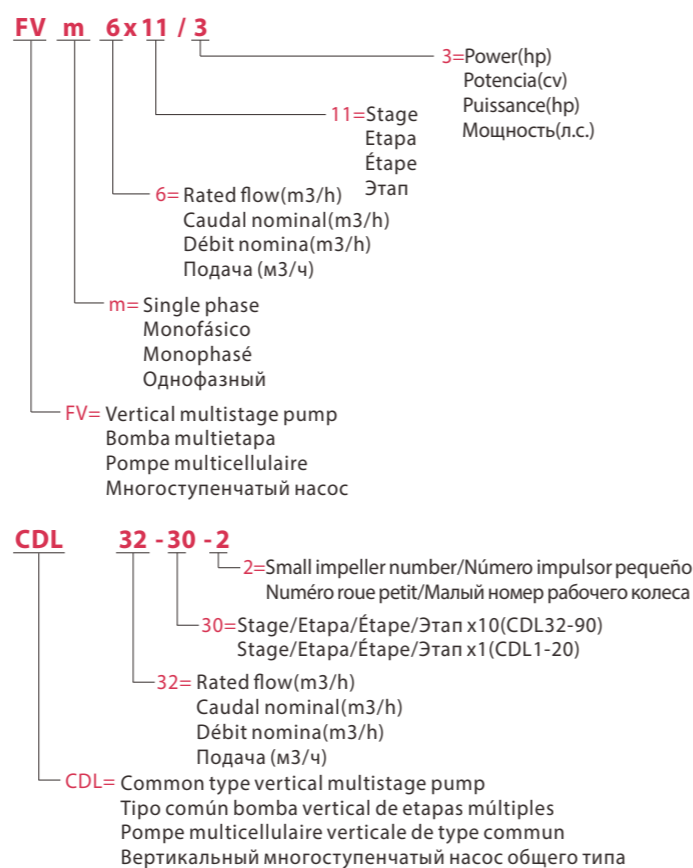 FV m 6x11 / 3
3=Power(hp)
Potencia(cv)
Puissance(hp)
Мощность(л.с.)
11=Stage
Etapa
Étape
Этап
6= Rated flow(m3/h)
Caudal nominal(m3/h)
Débit nomina(m3/h)
Подача (м3/ч)
m= Single phase
Monofásico
Monophasé
Однофазный
FV= Vertical multistage pump
Bomba multietapa
Pompe multicellulaire
Многоступенчатый насос
CDL 32 -30 -2
2=Small impeller number/Número impulsor pequeño
Numéro roue petit/Малый номер рабочего колеса
30=Stage/Etapa/Étape/Этап x10(CDL32-90)
Stage/Etapa/Étape/Этап x1(CDL1-20)
32= Rated flow(m3/h)
Caudal nominal(m3/h)
Débit nomina(m3/h)
Подача (м3/ч)
CDL= Common type vertical multistage pump
Tipo común bomba vertical de etapas múltiples
Pompe multicellulaire verticale de type commun
Вертикальный многоступенчатый насос общего типа